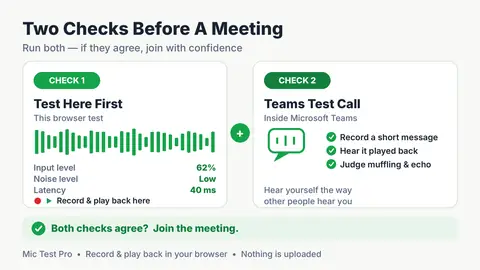 Two Checks Before A Meeting
Run both — if they agree, join with confidence
CHECK 1
Test Here First
This browser test
Input level 62%
Noise level Low
Latency 40 ms
Record & play back here
+
CHECK 2
Teams Test Call
Inside Microsoft Teams
Record a short message
Hear it played back
Judge muffling & echo
Hear yourself the way
other people hear you
Both checks agree? Join the meeting.
Mic Test Pro • Record & play back in your browser • Nothing is uploaded